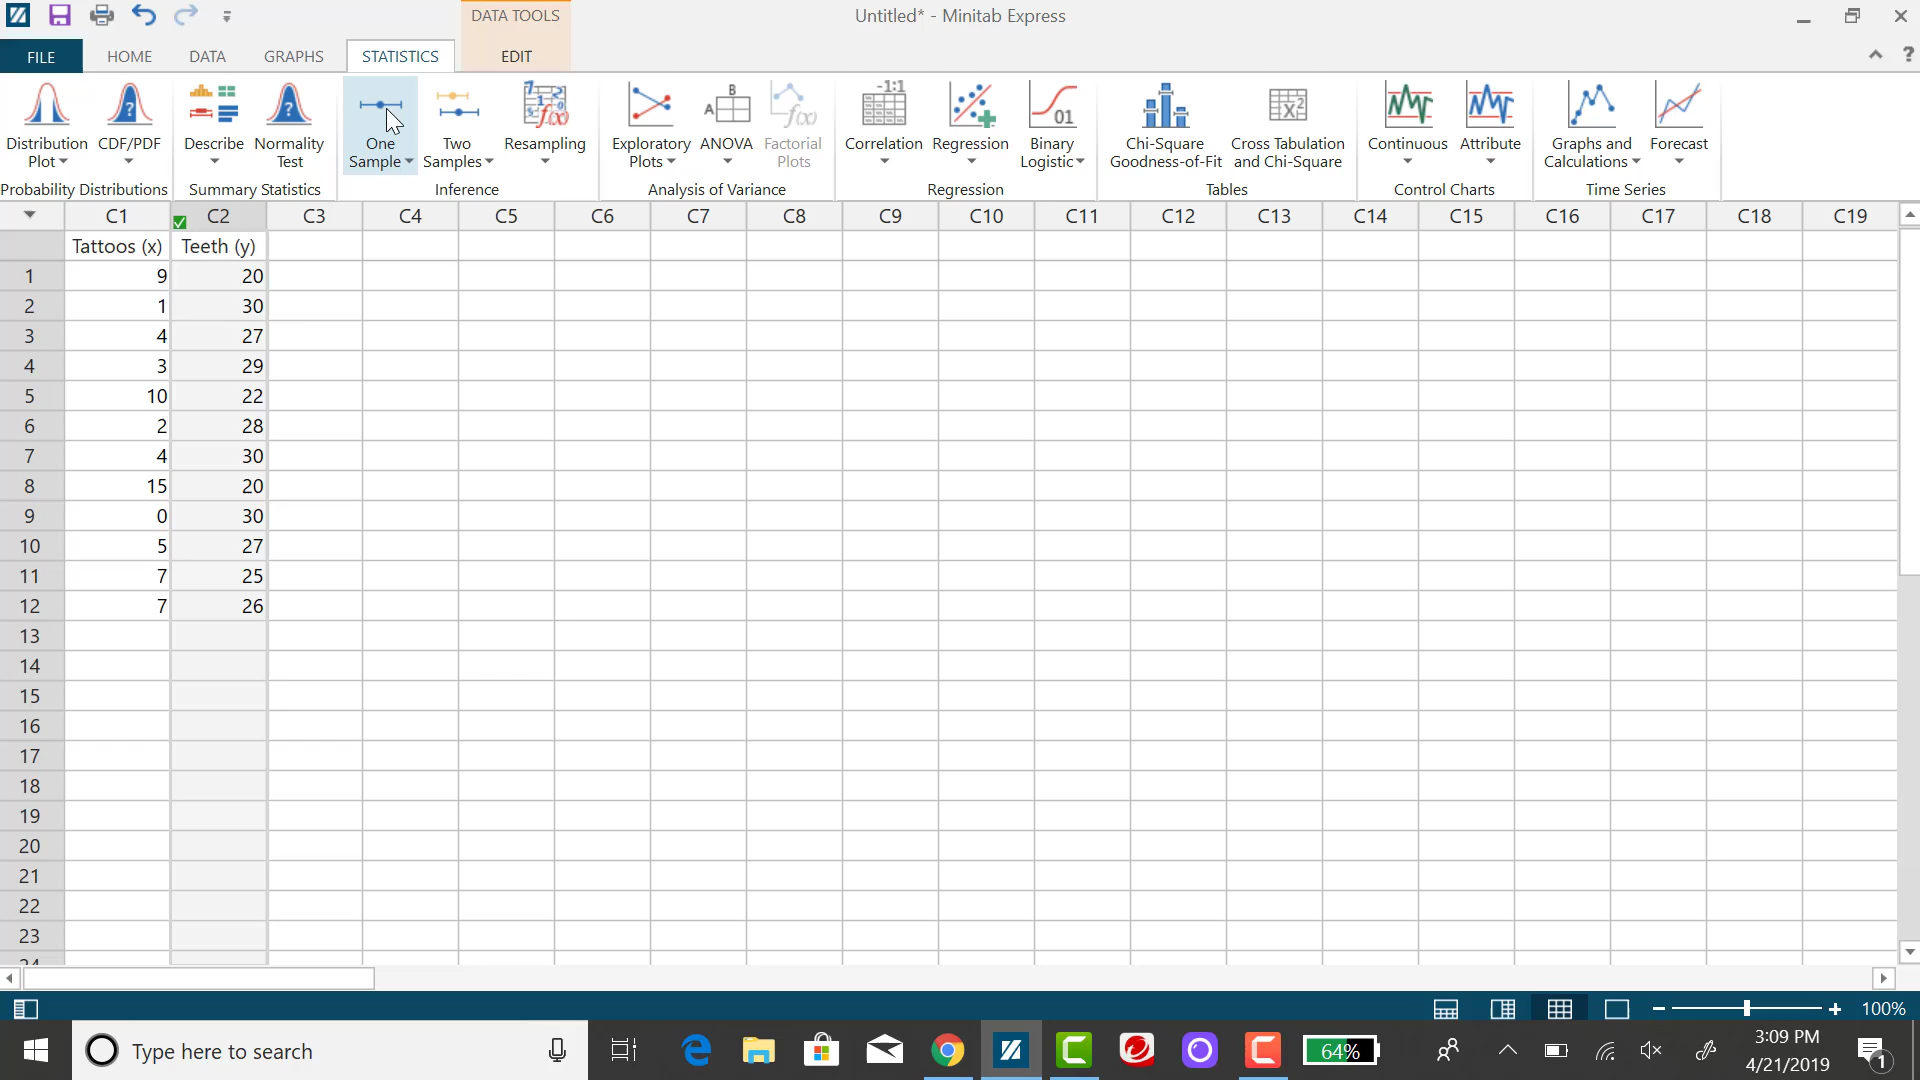 DATA TOOLS
Untitled* - Minitab Express
FILE HOME DATA GRAPHS STATISTICS EDIT
?
Distribution Plot CDF/PDF Describe Normality Test One Sample Two Samples Resampling Exploratory Plots ANOVA Factorial Plots Correlation Regression Binary Logistic Chi-Square Goodness-of-Fit Cross Tabulation and Chi-Square Continuous Attribute Graphs and Calculations Forecast
Probability Distributions Summary Statistics Inference Analysis of Variance Regression Tables Control Charts Time Series
C1 C2 C3 C4 C5 C6 C7 C8 C9 C10 C11 C12 C13 C14 C15 C16 C17 C18 C19
Tattoos (x) Teeth (y)
1 9 20
2 1 30
3 4 27
4 3 29
5 10 22
6 2 28
7 4 30
8 15 20
9 0 30
10 5 27
11 7 25
12 7 26
13
14
15
16
17
18
19
20
21
22
23
24
100%
Type here to search
64%
3:09 PM
4/21/2019
1